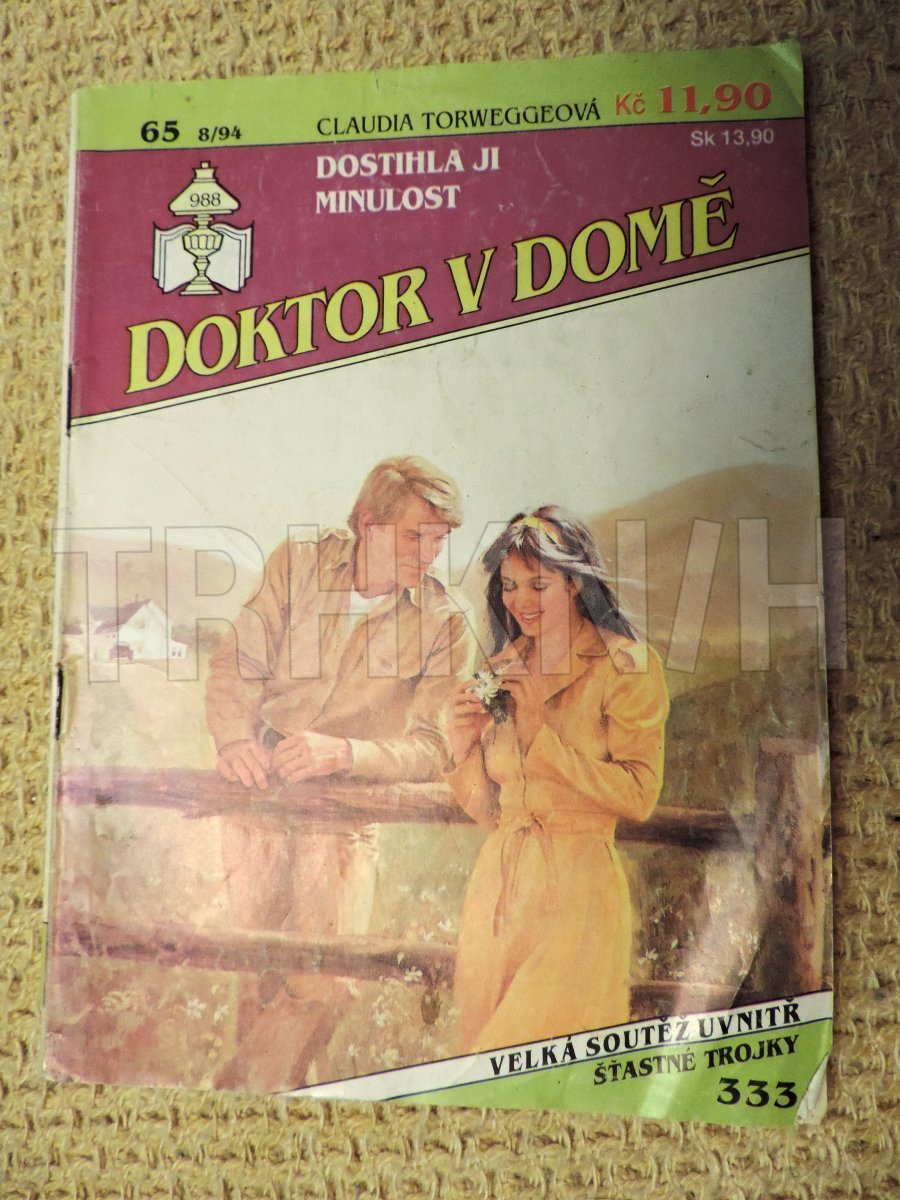 65 8/94 CLAUDIA TORWEGGEOVÁ Kč 11,90
Sk 13,90
DOSTIHLA JI
MINULOST
988
DOKTOR V DOMĚ
TRHKNIH
VELKÁ SOUTĚŽ UVNITŘ
ŠŤASTNÉ TROJKY
333